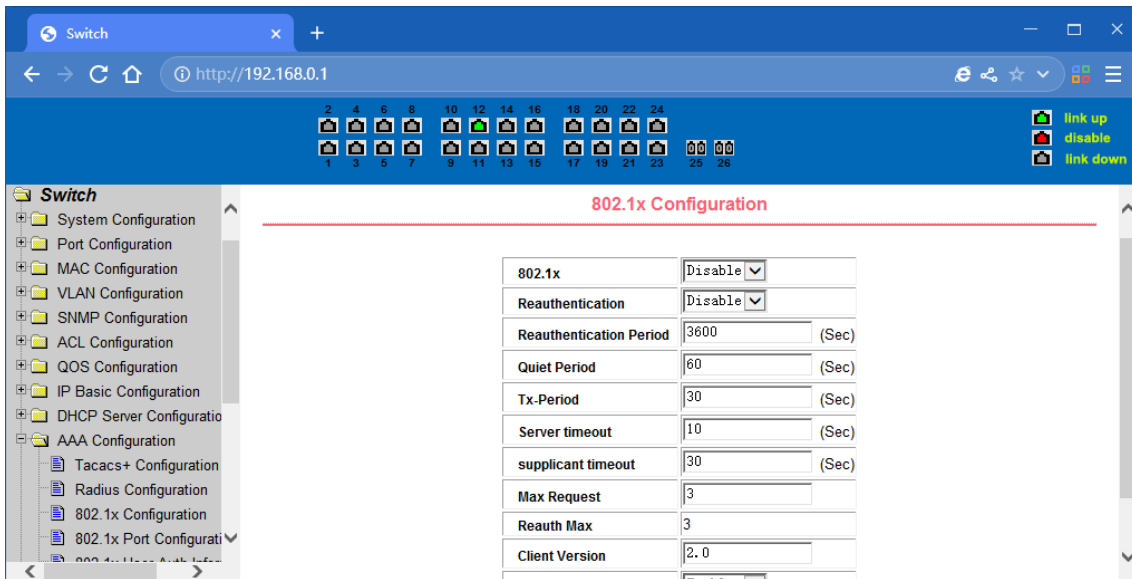 Switch
http://192.168.0.1
2 4 6 8 10 12 14 16 18 20 22 24
1 3 5 7 9 11 13 15 17 19 21 23 25 26
link up
disable
link down
Switch
System Configuration
Port Configuration
MAC Configuration
VLAN Configuration
SNMP Configuration
ACL Configuration
QOS Configuration
IP Basic Configuration
DHCP Server Configuratio
AAA Configuration
Tacacs+ Configuration
Radius Configuration
802.1x Configuration
802.1x Port Configurati
802.1x Configuration
802.1x Disable
Reauthentication Disable
Reauthentication Period 3600 (Sec)
Quiet Period 60 (Sec)
Tx-Period 30 (Sec)
Server timeout 10 (Sec)
supplicant timeout 30 (Sec)
Max Request 3
Reauth Max 3
Client Version 2.0